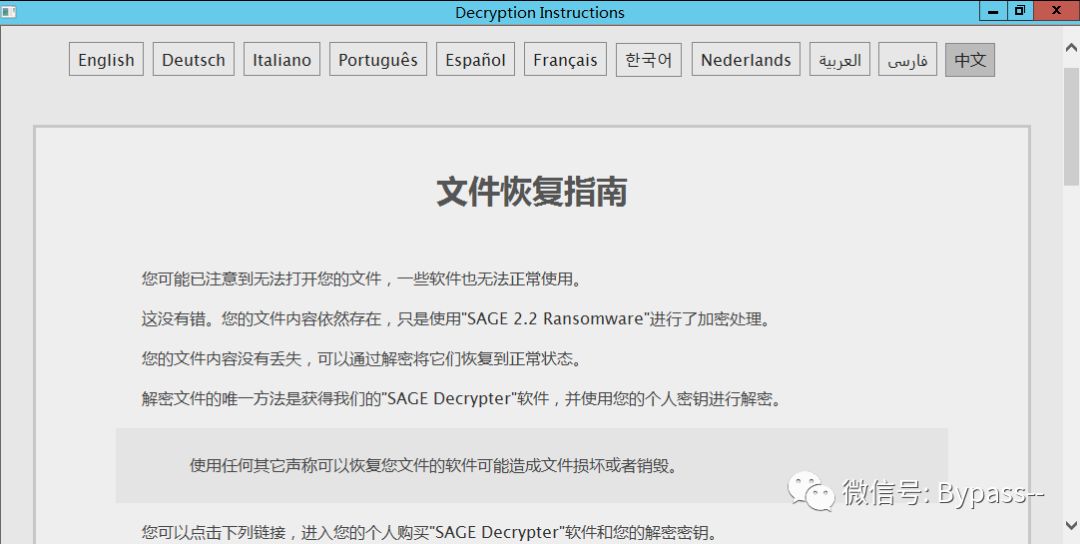 Decryption Instructions
English Deutsch Italiano Português Español Français 한국어 Nederlands العربية فارسی 中文
文件恢复指南
您可能已注意到无法打开您的文件，一些软件也无法正常使用。
这没有错。您的文件内容依然存在，只是使用"SAGE 2.2 Ransomware"进行了加密处理。
您的文件内容没有丢失，可以通过解密将它们恢复到正常状态。
解密文件的唯一方法是获得我们的"SAGE Decrypter"软件，并使用您的个人密钥进行解密。
使用任何其它声称可以恢复您文件的软件可能造成文件损坏或者销毁。
微信号: Bypass--
您可以点击下列链接，进入您的个人购买"SAGE Decrypter"软件和您的解密密钥。